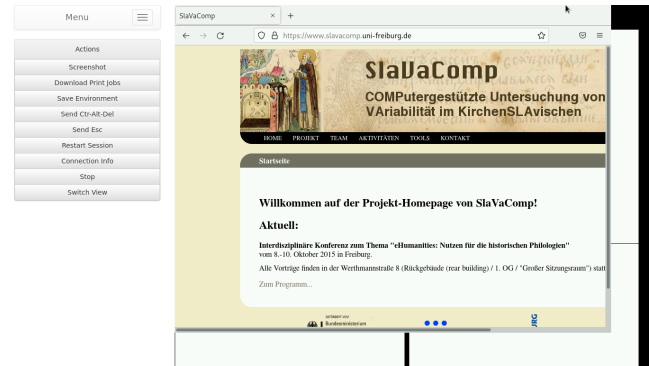 Menu
Actions
Screenshot
Download Print Jobs
Save Environment
Send Ctr-Alt-Del
Send Esc
Restart Session
Connection Info
Stop
Switch View
SlaVaComp
https://www.slavacomp.uni-freiburg.de
SlaVaComp
COMPutergestützte Untersuchung von
VAriabilität im KirchenSLAvischen
HOME PROJEKT TEAM AKTIVITÄTEN TOOLS KONTAKT
Startseite
Willkommen auf der Projekt-Homepage von SlaVaComp!
Aktuell:
Interdisziplinäre Konferenz zum Thema "eHumanities: Nutzen für die historischen Philologien"
vom 8.-10. Oktober 2015 in Freiburg.
Alle Vorträge finden in der Werthmannstraße 8 (Rückgebäude (rear building) / 1. OG / "Großer Sitzungsraum") statt
Zum Programm...
Bundesministerium